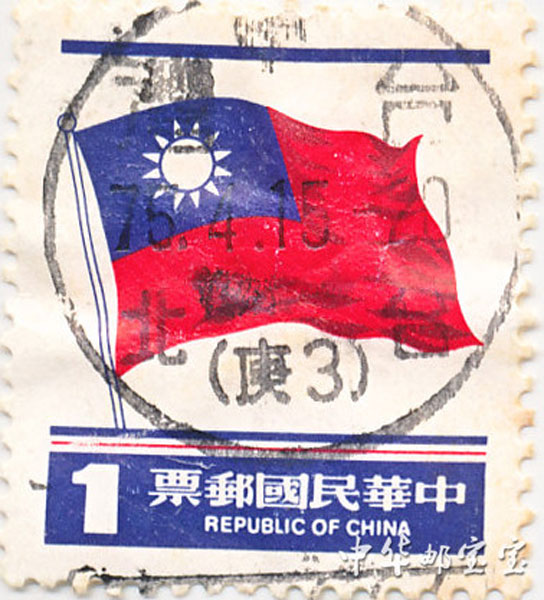 75.4.15
北 台
(庚3)
1
中華民國郵票
REPUBLIC OF CHINA
中华邮宝宝